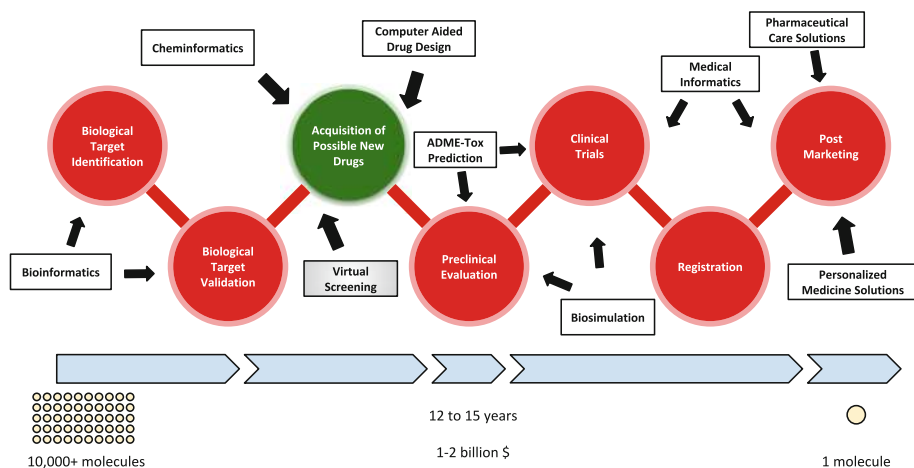 Pharmaceutical
Care Solutions
Computer Aided
Drug Design
Cheminformatics
Medical
Informatics
Biological
Target
Identification
Acquisition of
Possible New
Drugs
ADME-Tox
Prediction
Clinical
Trials
Post
Marketing
Bioinformatics
Biological
Target
Validation
Virtual
Screening
Preclinical
Evaluation
Biosimulation
Registration
Personalized
Medicine Solutions
12 to 15 years
10,000+ molecules
1-2 billion $
1 molecule